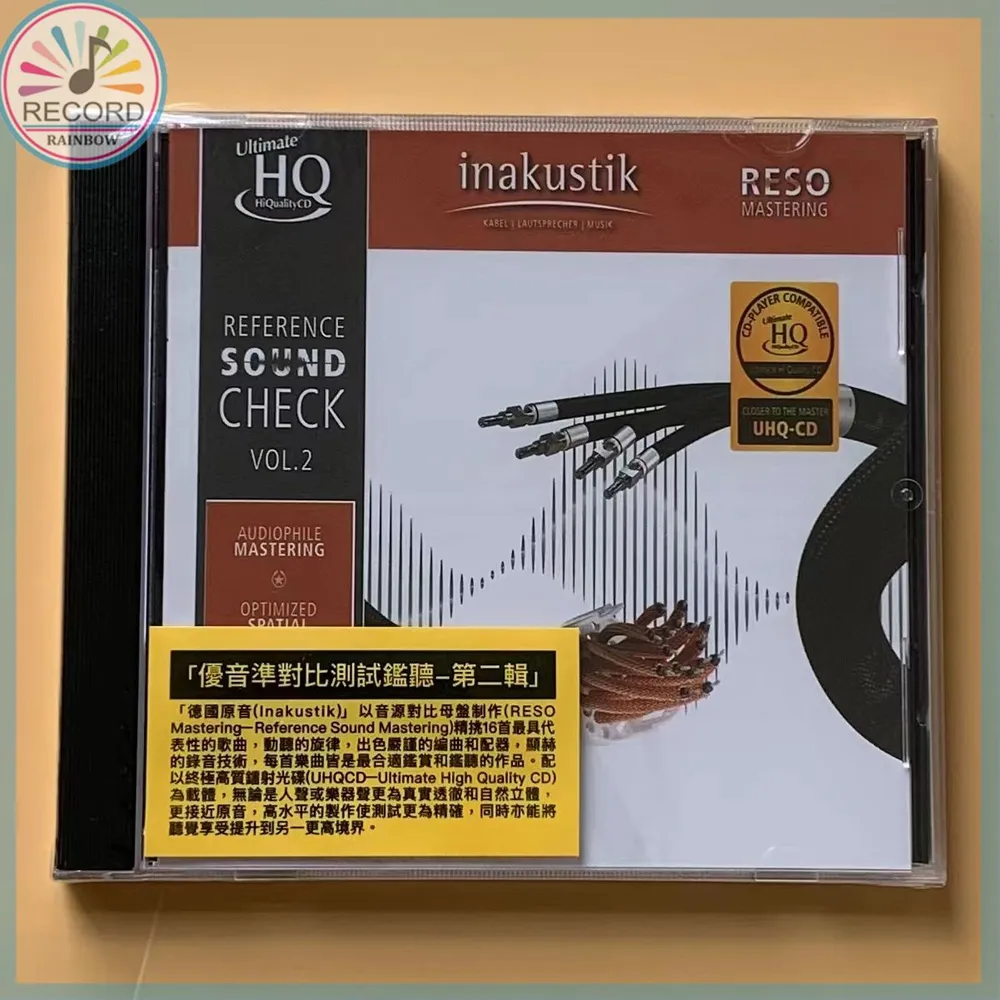 RECORD
RAINBOW
Ultimate
HQ
HiQualityCD
inakustik
KABEL | LAUTSPRECHER | MUSIK
RESO
MASTERING
REFERENCE
SOUND
CHECK
VOL.2
AUDIOPHILE
MASTERING
OPTIMIZED
SPATIAL
CD-PLAYER COMPATIBLE
Ultimate
HQ
HiQualityCD
Ultimate Hi Quality CD
CLOSER TO THE MASTER
UHQ-CD
「優音準對比測試鑑聽–第二輯」
「德國原音(Inakustik)」以音源對比母盤制作(RESO
Mastering—Reference Sound Mastering)精挑16首最具代
表性的歌曲，動聽的旋律，出色嚴謹的編曲和配器，顯赫
的錄音技術，每首樂曲皆是最合適鑑賞和鑑聽的作品。配
以終極高質鐳射光碟(UHQCD—Ultimate High Quality CD)
為載體，無論是人聲或樂器聲更為真實透徹和自然立體，
更接近原音，高水平的製作使測試更為精確，同時亦能將
聽覺享受提升到另一更高境界。